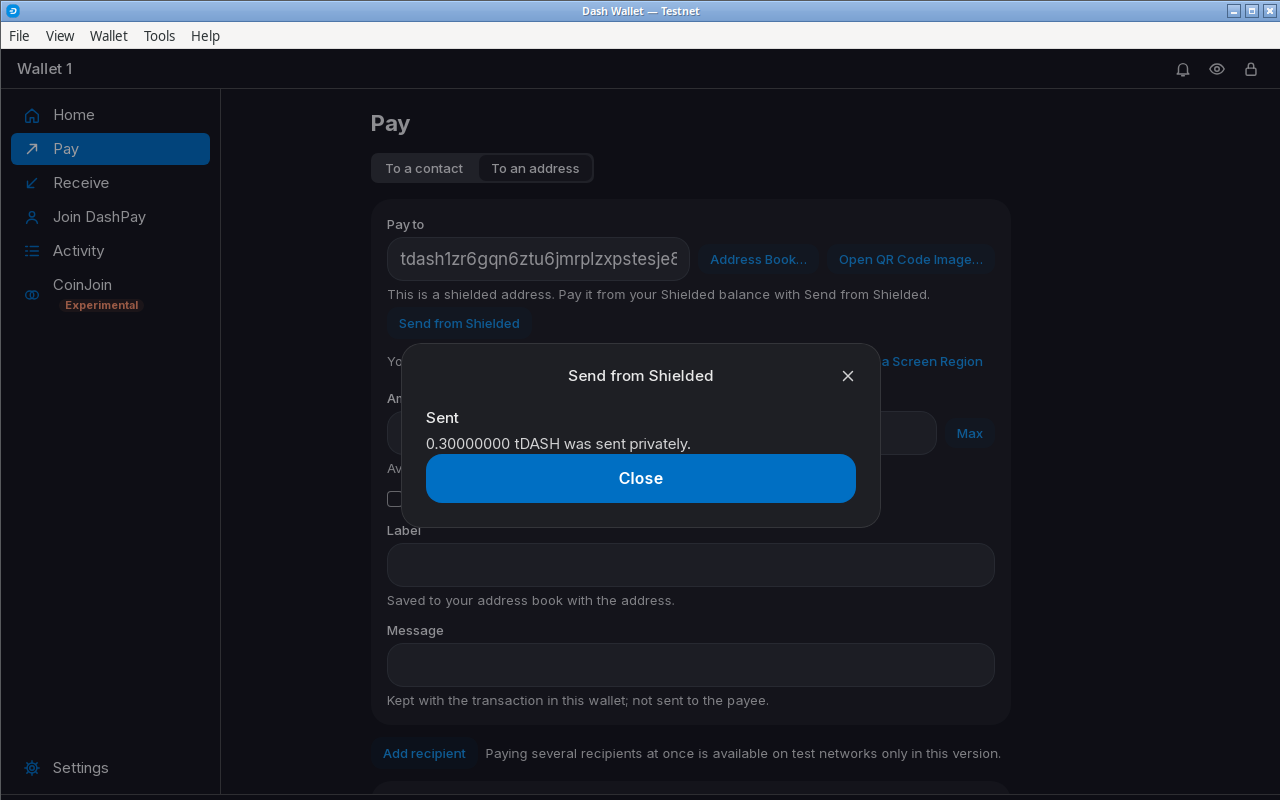 Dash Wallet — Testnet
File View Wallet Tools Help
Wallet 1
Home
Pay
Receive
Join DashPay
Activity
CoinJoin
Experimental
Settings
Pay
To a contact To an address
Pay to
tdash1zr6gqn6ztu6jmrplzxpstesje8 Address Book... Open QR Code Image...
This is a shielded address. Pay it from your Shielded balance with Send from Shielded.
Send from Shielded
a Screen Region
Send from Shielded
Sent
0.30000000 tDASH was sent privately.
Close
Max
Label
Saved to your address book with the address.
Message
Kept with the transaction in this wallet; not sent to the payee.
Add recipient Paying several recipients at once is available on test networks only in this version.